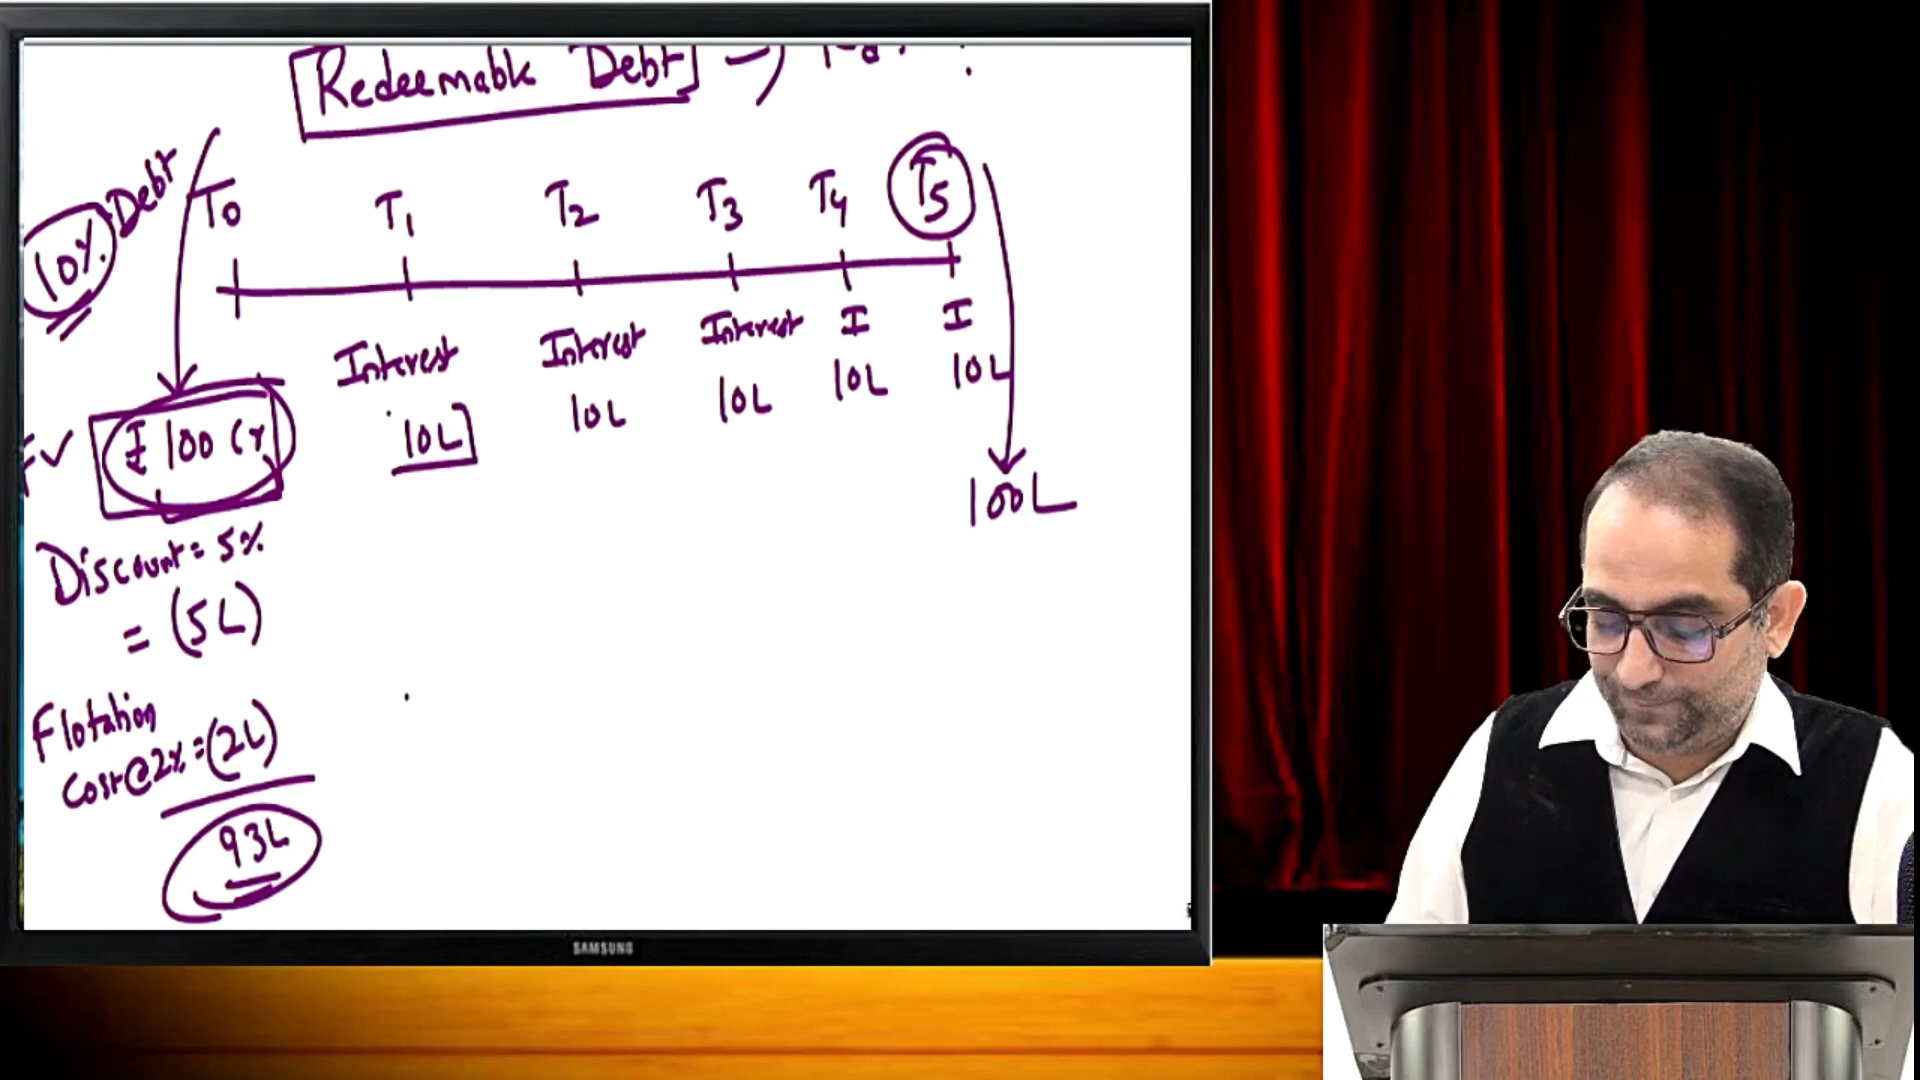 Redeemable Debt →
10% Debt
T0 T1 T2 T3 T4 T5
Interest Interest Interest I I
FV ₹ 100 Cr 10L 10L 10L 10L 10L
100L
Discount = 5%
= (5L)
Flotation
Cost@2% = (2L)
93L
SAMSUNG